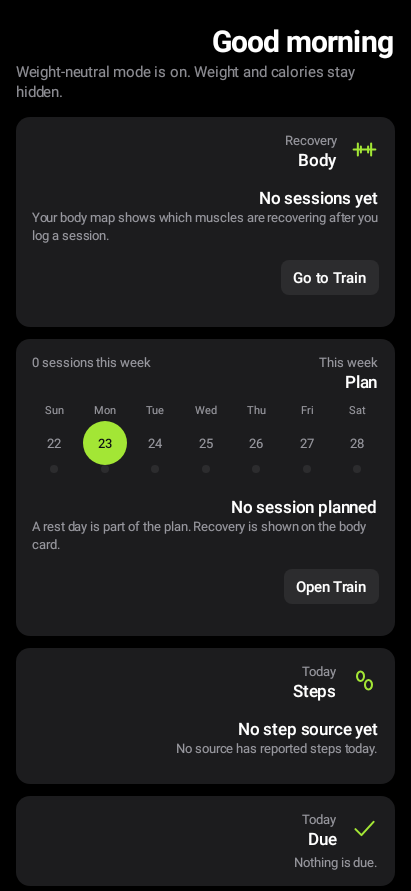 Good morning
Weight-neutral mode is on. Weight and calories stay
hidden.
Recovery
Body
No sessions yet
Your body map shows which muscles are recovering after you
log a session.
Go to Train
0 sessions this week
This week
Plan
Sun Mon Tue Wed Thu Fri Sat
22 23 24 25 26 27 28
No session planned
A rest day is part of the plan. Recovery is shown on the body
card.
Open Train
Today
Steps
No step source yet
No source has reported steps today.
Today
Due
Nothing is due.